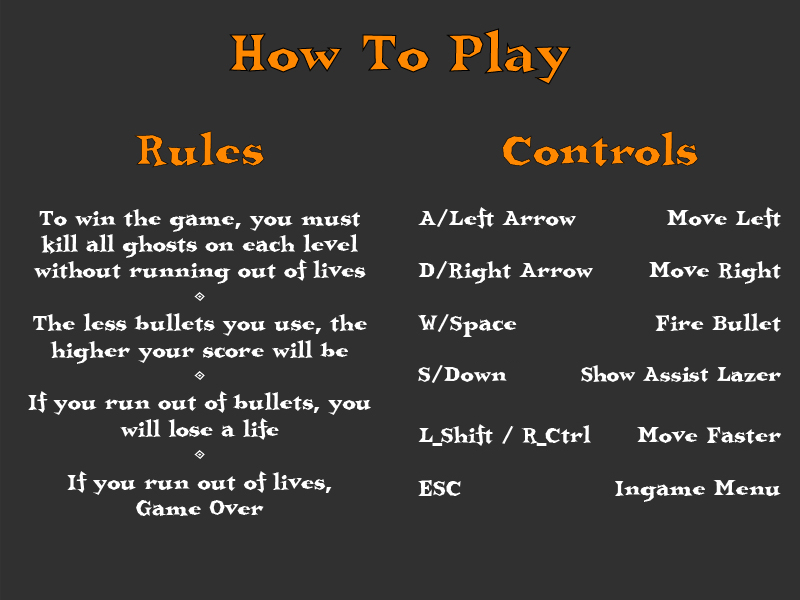 How To Play
Rules
To win the game, you must
kill all ghosts on each level
without running out of lives
The less bullets you use, the
higher your score will be
If you run out of bullets, you
will lose a life
If you run out of lives,
Game Over
Controls
A/Left Arrow Move Left
D/Right Arrow Move Right
W/Space Fire Bullet
S/Down Show Assist Lazer
L_Shift / R_Ctrl Move Faster
ESC Ingame Menu